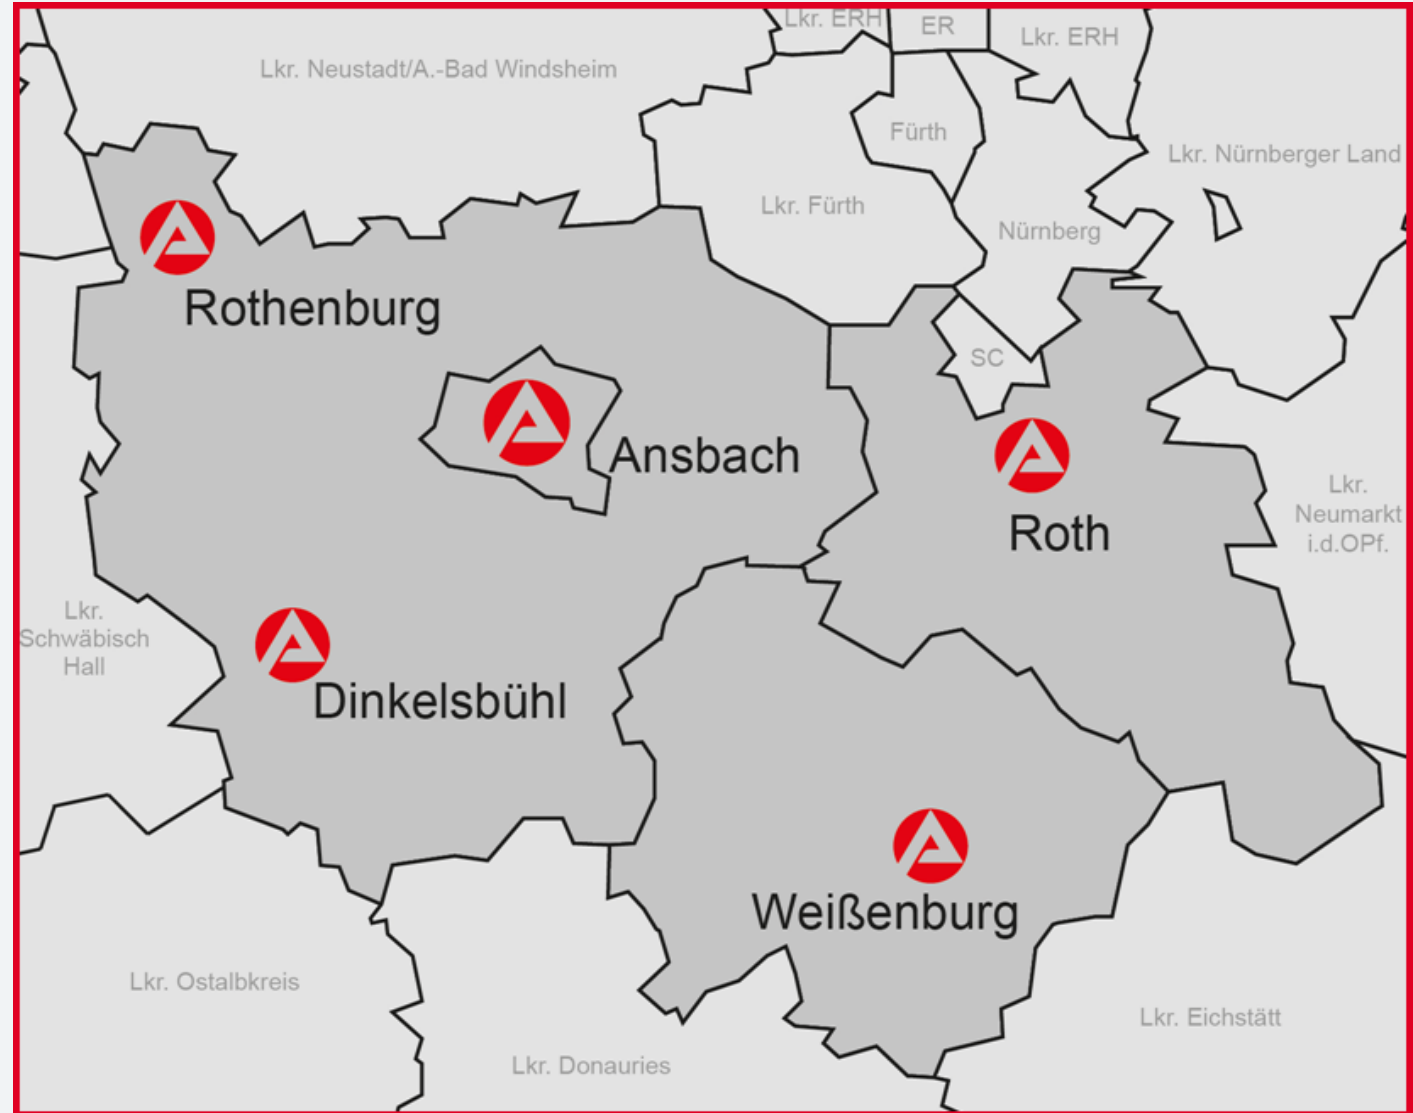 Lkr. ERH
ER
Lkr. ERH
Lkr. Neustadt/A.-Bad Windsheim
Fürth
Lkr. Nürnberger Land
Lkr. Fürth
Nürnberg
Rothenburg
SC
Ansbach
Lkr.
Neumarkt
i.d.OPf.
Roth
Lkr.
Schwäbisch
Hall
Dinkelsbühl
Weißenburg
Lkr. Ostalbkreis
Lkr. Eichstätt
Lkr. Donauries